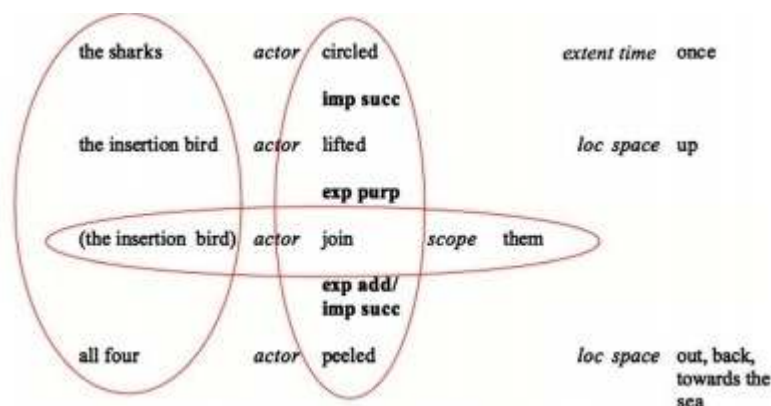 the sharks actor circled extent time once
imp succ
the insertion bird actor lifted loc space up
exp purp
(the insertion bird) actor join scope them
exp add/
imp succ
all four actor peeled loc space out, back,
towards the
sea